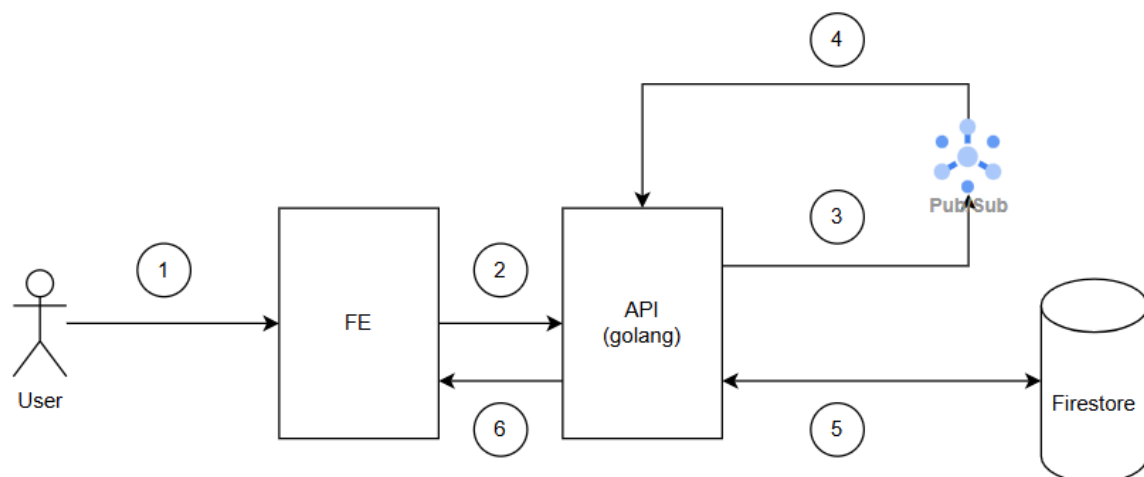 4
Pub/Sub
3
1
2
FE
API
(golang)
User
Firestore
6
5